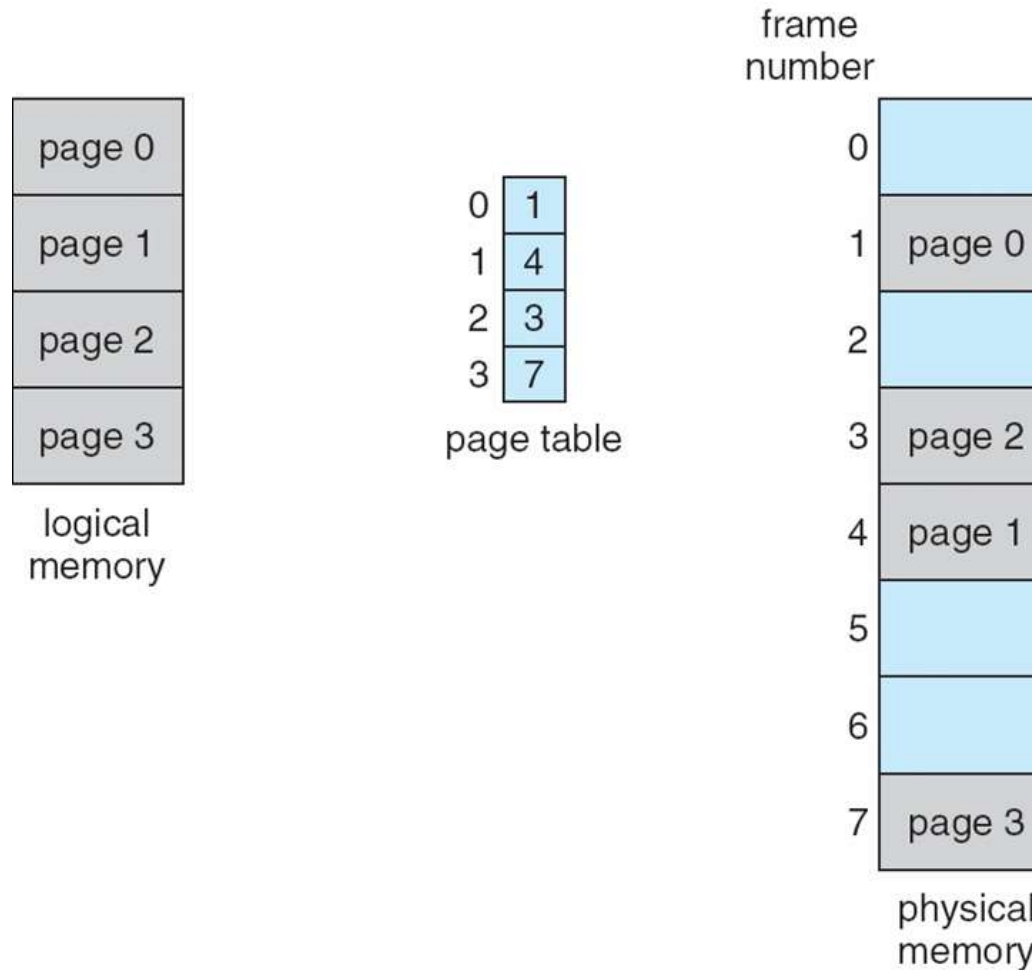 page 0
page 1
page 2
page 3
logical
memory
0 1
1 4
2 3
3 7
page table
frame
number
0
1 page 0
2
3 page 2
4 page 1
5
6
7 page 3
physical
memory